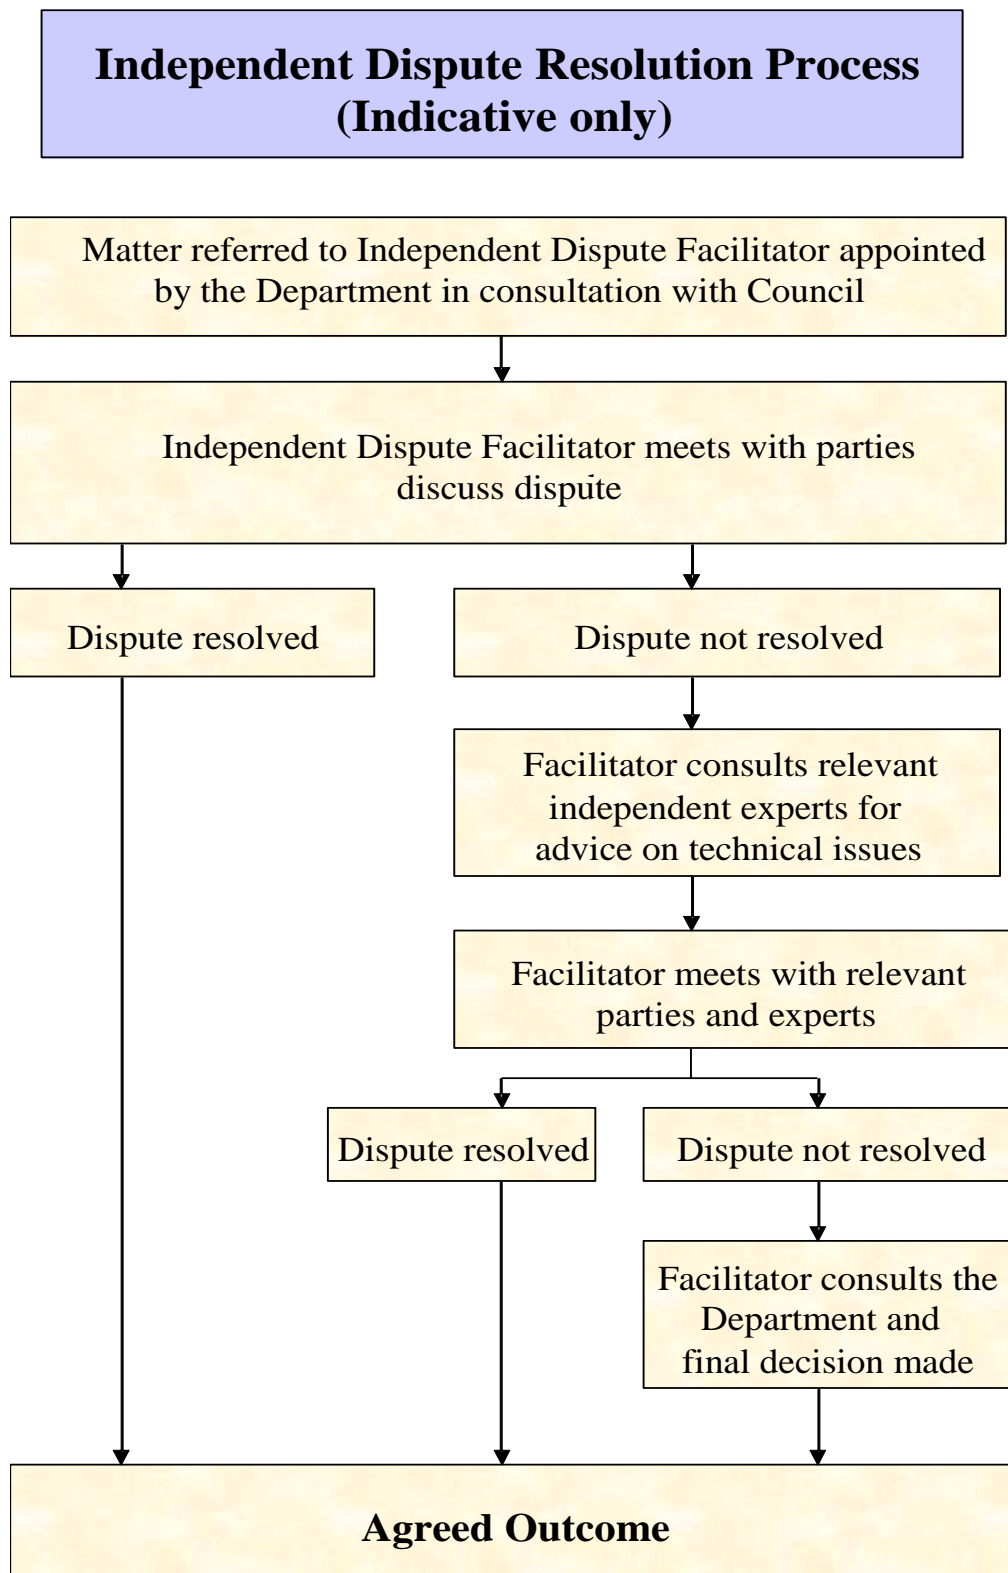 Independent Dispute Resolution Process
(Indicative only)
Matter referred to Independent Dispute Facilitator appointed
by the Department in consultation with Council
Independent Dispute Facilitator meets with parties
discuss dispute
Dispute resolved
Dispute not resolved
Facilitator consults relevant
independent experts for
advice on technical issues
Facilitator meets with relevant
parties and experts
Dispute resolved
Dispute not resolved
Facilitator consults the
Department and
final decision made
Agreed Outcome